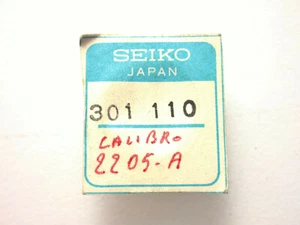 SEIKO
JAPAN
301 110
CALIBRO
2205-A